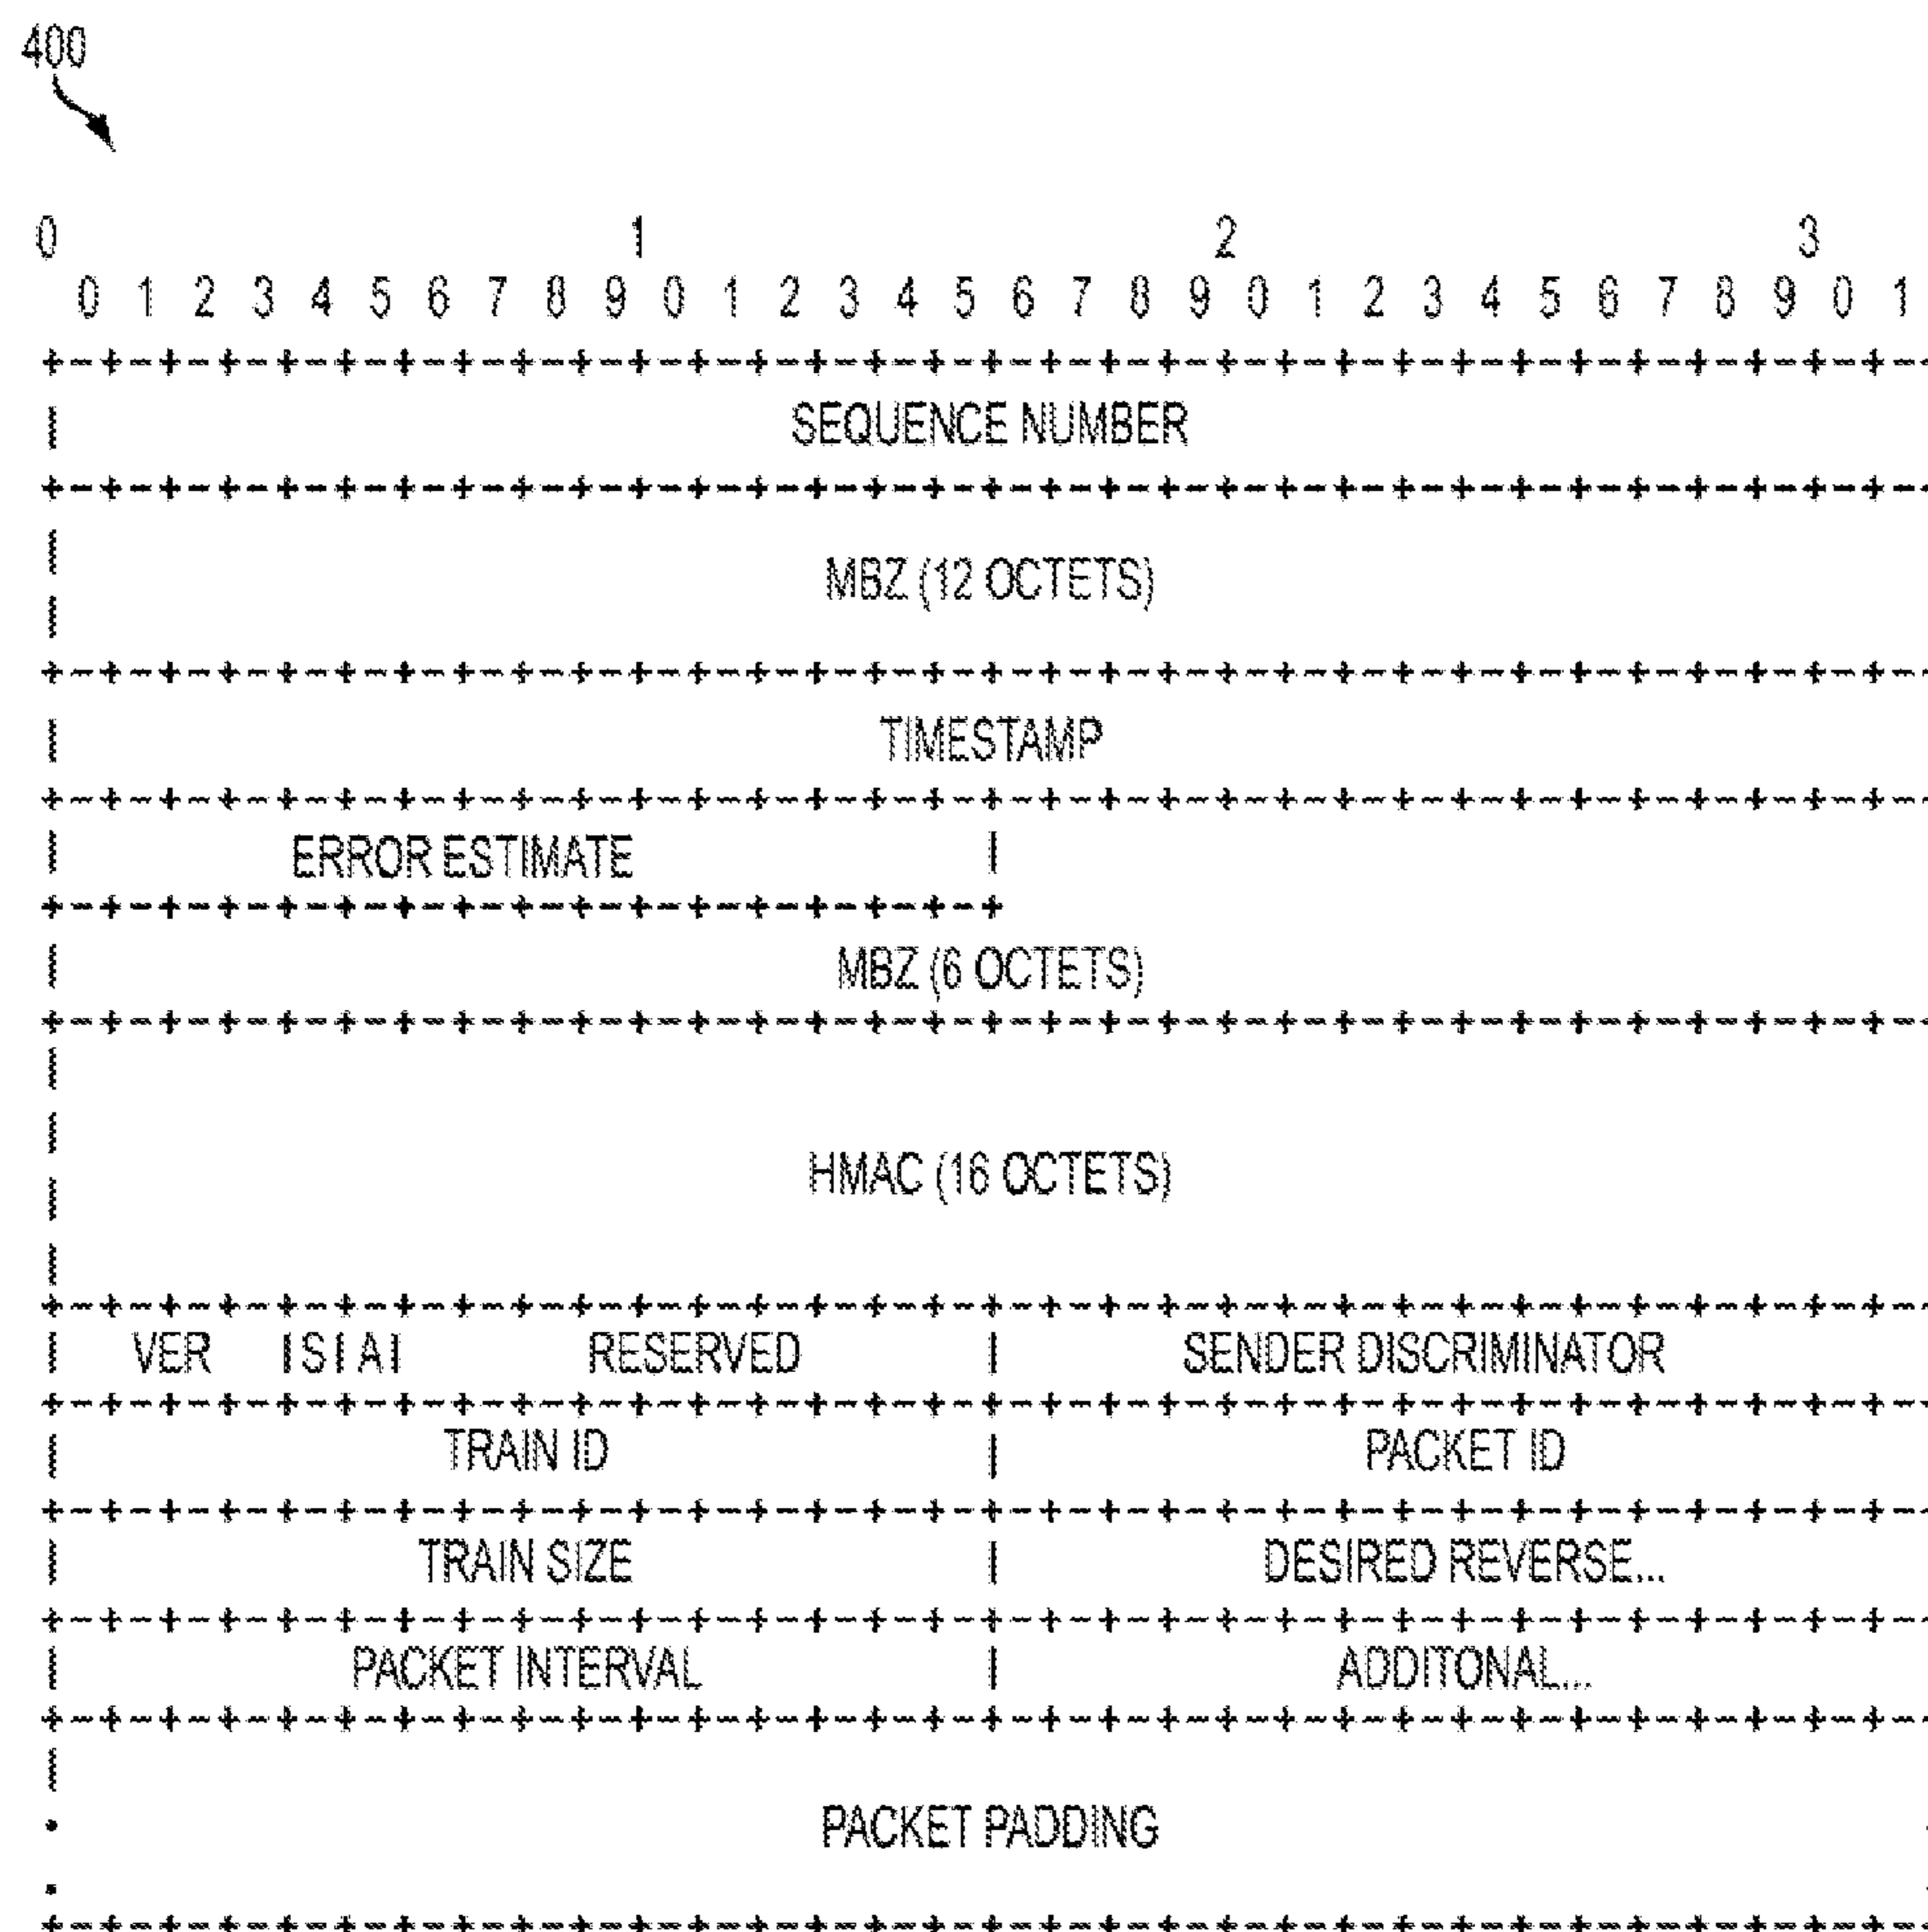 400
0 1 2 3
0 1 2 3 4 5 6 7 8 9 0 1 2 3 4 5 6 7 8 9 0 1 2 3 4 5 6 7 8 9 0 1
SEQUENCE NUMBER
MBZ (12 OCTETS)
TIMESTAMP
ERROR ESTIMATE
MBZ (6 OCTETS)
HMAC (16 OCTETS)
VER | S | A | RESERVED | SENDER DISCRIMINATOR
TRAIN ID | PACKET ID
TRAIN SIZE | DESIRED REVERSE...
PACKET INTERVAL | ADDITONAL...
PACKET PADDING